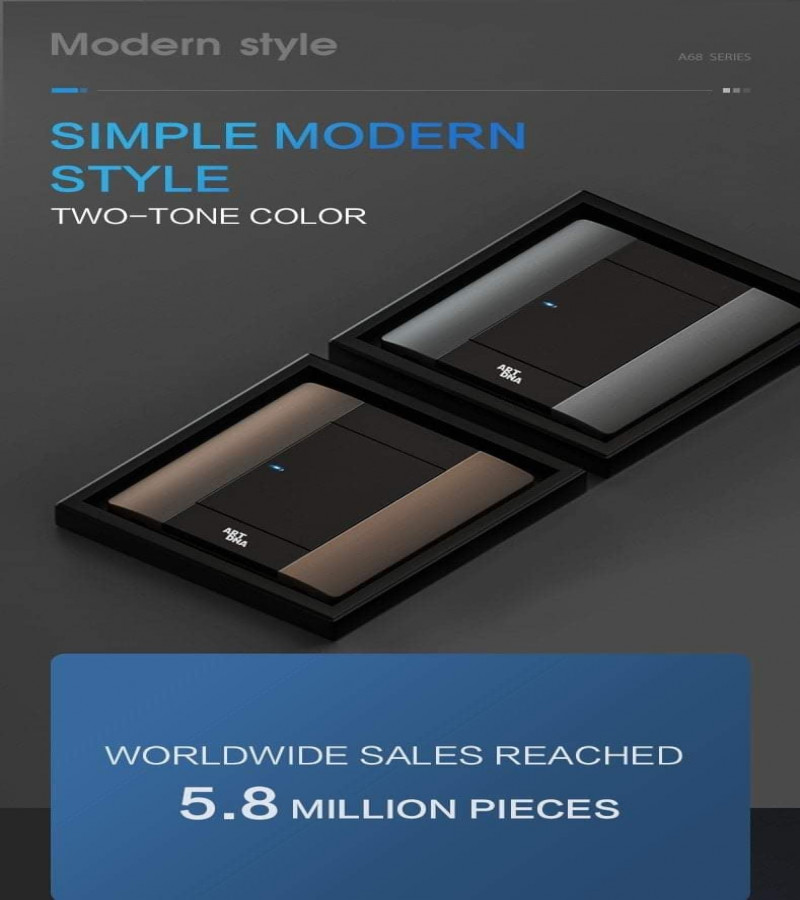 Modern style
A68 SERIES
SIMPLE MODERN
STYLE
TWO-TONE COLOR
ART
DNA
ART
DNA
WORLDWIDE SALES REACHED
5.8 MILLION PIECES